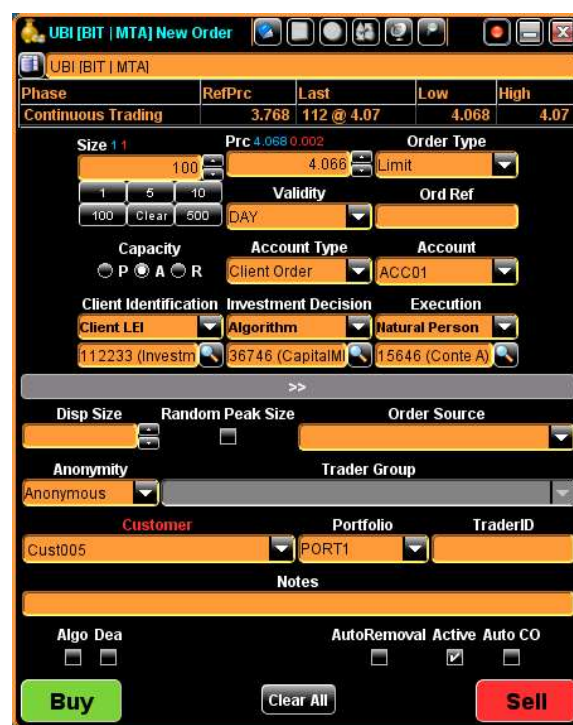 UBI [BIT | MTA] New Order
UBI [BIT | MTA]
Phase RefPrc Last Low High
Continuous Trading 3.768 112 @ 4.07 4.068 4.07
Size 1 1 Prc 4.068 0.002 Order Type
100 4.066 Limit
1 5 10 Validity Ord Ref
100 Clear 500 DAY
Capacity Account Type Account
P A R Client Order ACC01
Client Identification Investment Decision Execution
Client LEI Algorithm Natural Person
112233 (Investm 36746 (CapitalMI 15646 (Conte A)
>>
Disp Size Random Peak Size Order Source
Anonymity Trader Group
Anonymous
Customer Portfolio TraderID
Cust005 PORT1
Notes
Algo Dea AutoRemoval Active Auto CO
Buy Clear All Sell